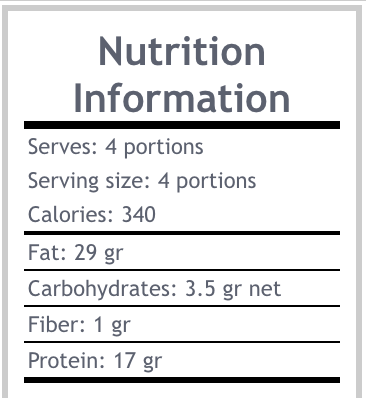 Nutrition
Information
Serves: 4 portions
Serving size: 4 portions
Calories: 340
Fat: 29 gr
Carbohydrates: 3.5 gr net
Fiber: 1 gr
Protein: 17 gr